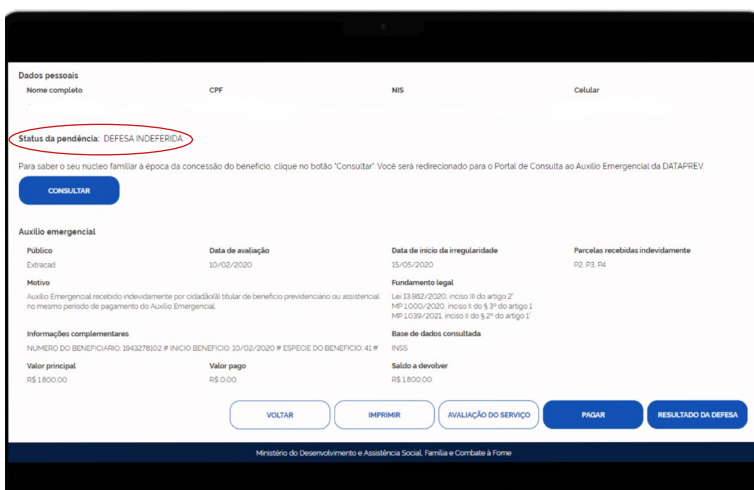 Dados pessoais
Nome completo CPF NIS Celular
Status da pendência: DEFESA INDEFERIDA
Para saber o seu núcleo familiar à época da concessão do benefício, clique no botão "Consultar". Você será redirecionado para o Portal de Consulta ao Auxílio Emergencial da DATAPREV.
CONSULTAR
Auxílio emergencial
Público Data de avaliação Data de início da irregularidade Parcelas recebidas indevidamente
Extracad 10/02/2020 15/05/2020 P2, P3, P4
Motivo Fundamento legal
Auxílio Emergencial recebido indevidamente por cidadão(ã) titular de benefício previdenciário ou assistencial Lei 13.982/2020, inciso III do artigo 2º
no mesmo período de pagamento do Auxílio Emergencial. MP 1.000/2020, inciso II do § 3º do artigo 1
MP 1.039/2021, inciso II do § 2º do artigo 1º
Informações complementares Base de dados consultada
NUMERO DO BENEFICIARIO: 1943278102 # INICIO BENEFICIO: 10/02/2020 # ESPECIE DO BENEFICIO: 41 # INSS
Valor principal Valor pago Saldo a devolver
R$ 1.800,00 R$ 0,00 R$ 1.800,00
VOLTAR IMPRIMIR AVALIAÇÃO DO SERVIÇO PAGAR RESULTADO DA DEFESA
Ministério do Desenvolvimento e Assistência Social, Família e Combate à Fome